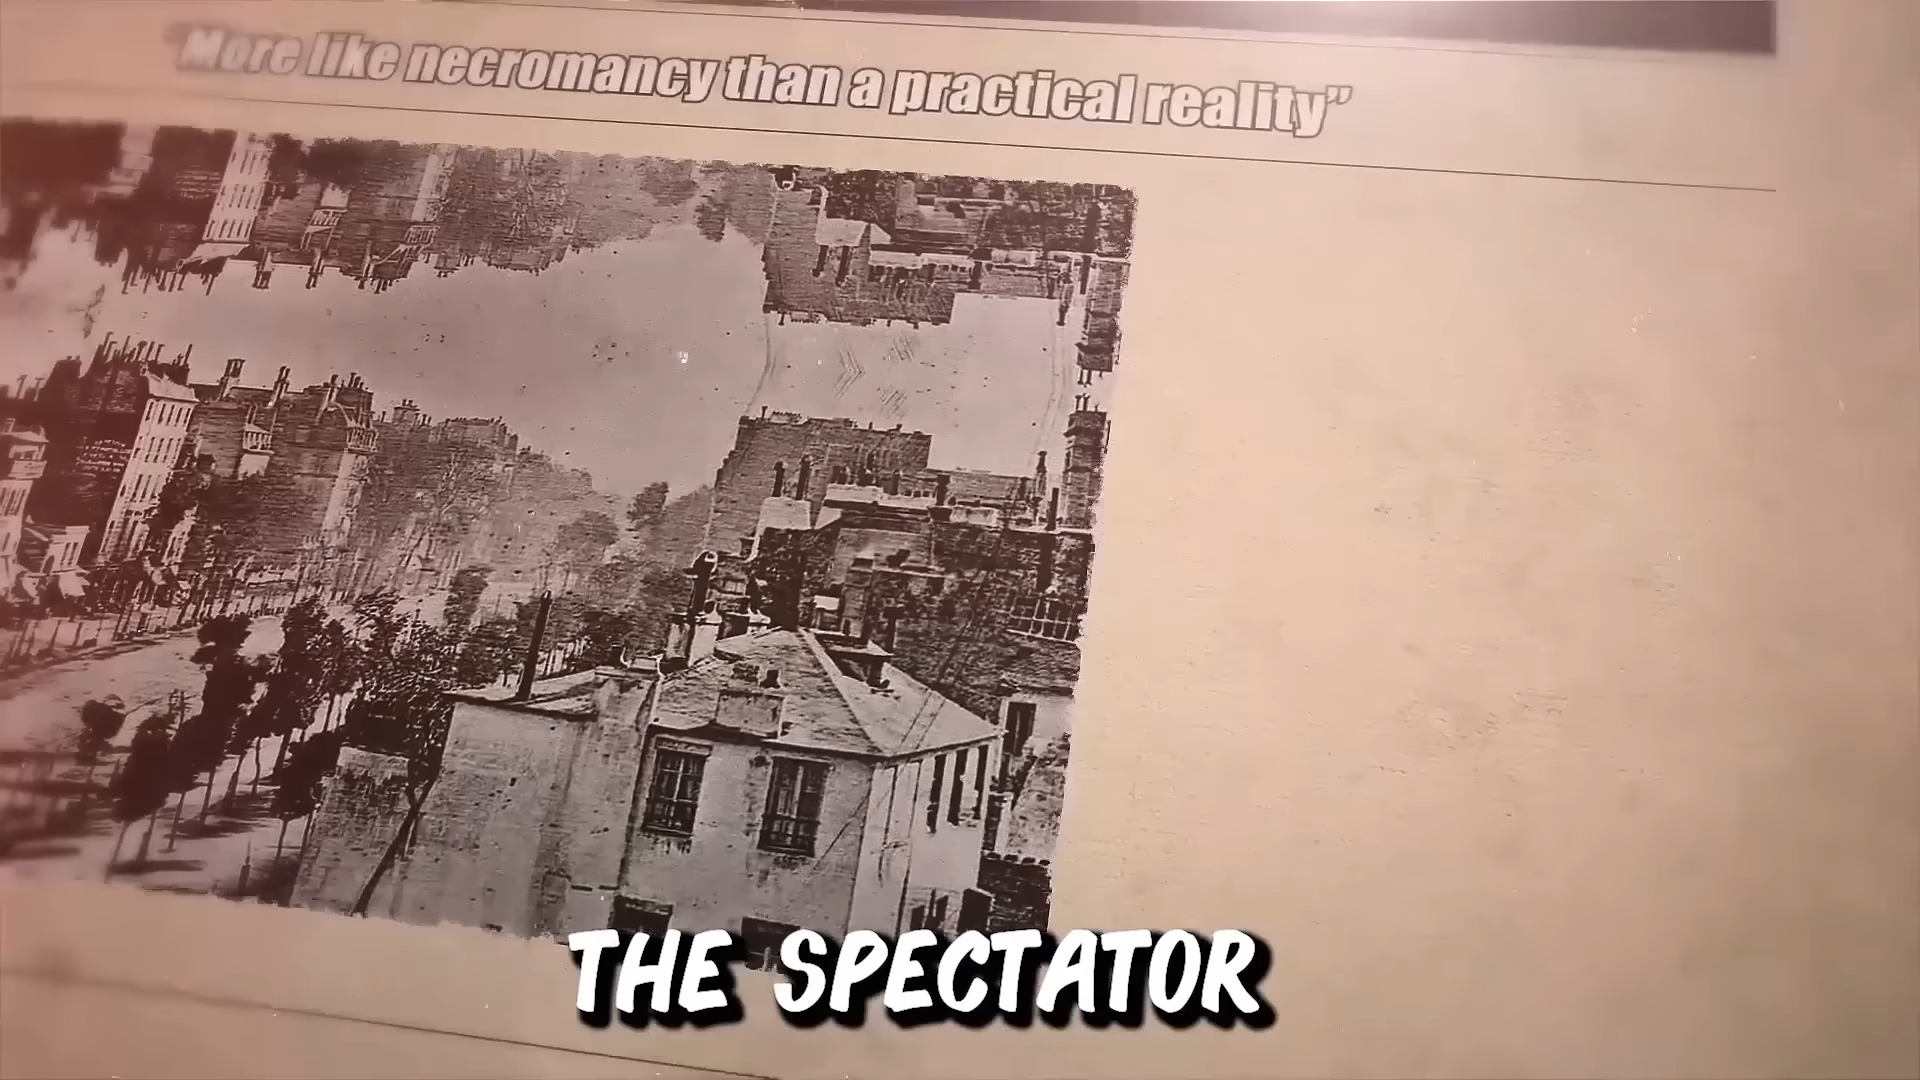 "More like necromancy than a practical reality”
THE SPECTATOR